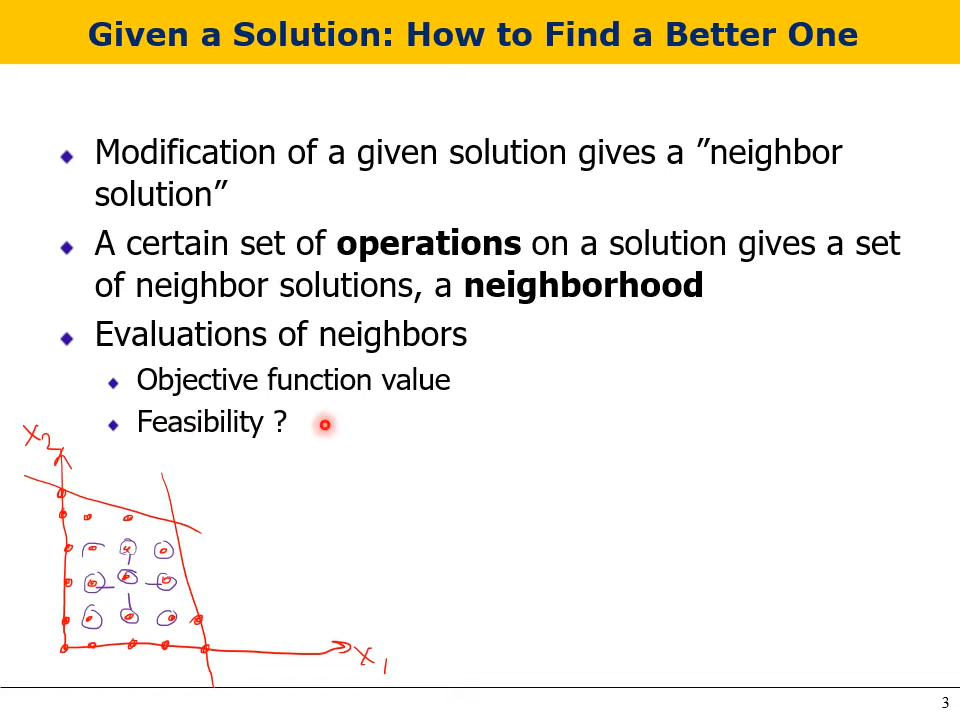 Given a Solution: How to Find a Better One
Modification of a given solution gives a ”neighbor
solution”
A certain set of operations on a solution gives a set
of neighbor solutions, a neighborhood
Evaluations of neighbors
Objective function value
Feasibility ?
X2
X1
3